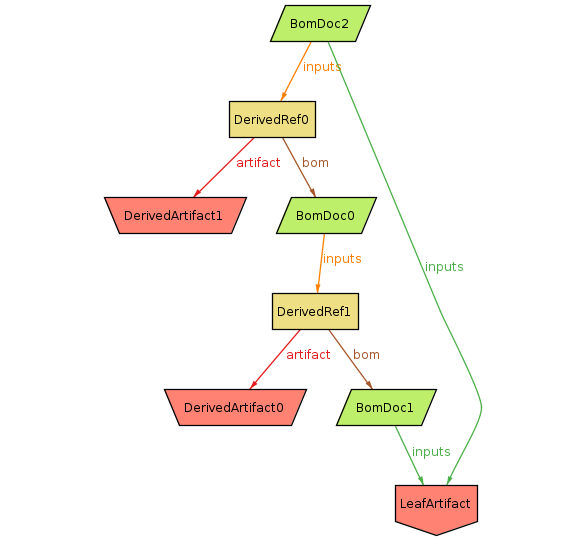 BomDoc2
inputs
DerivedRef0
artifact
bom
DerivedArtifact1
BomDoc0
inputs
inputs
DerivedRef1
artifact
bom
DerivedArtifact0
BomDoc1
inputs
LeafArtifact